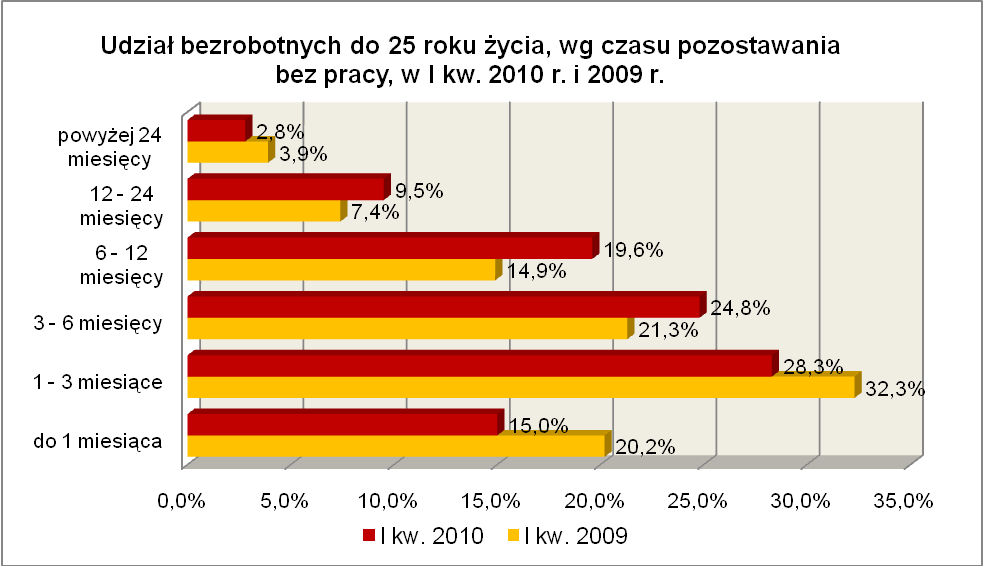 Udział bezrobotnych do 25 roku życia, wg czasu pozostawania
bez pracy, w I kw. 2010 r. i 2009 r.
powyżej 24
miesięcy
2,8%
3,9%
12 - 24
miesięcy
9,5%
7,4%
6 - 12
miesięcy
19,6%
14,9%
3 - 6 miesięcy
24,8%
21,3%
1 - 3 miesiące
28,3%
32,3%
do 1 miesiąca
15,0%
20,2%
0,0% 5,0% 10,0% 15,0% 20,0% 25,0% 30,0% 35,0%
I kw. 2010 I kw. 2009